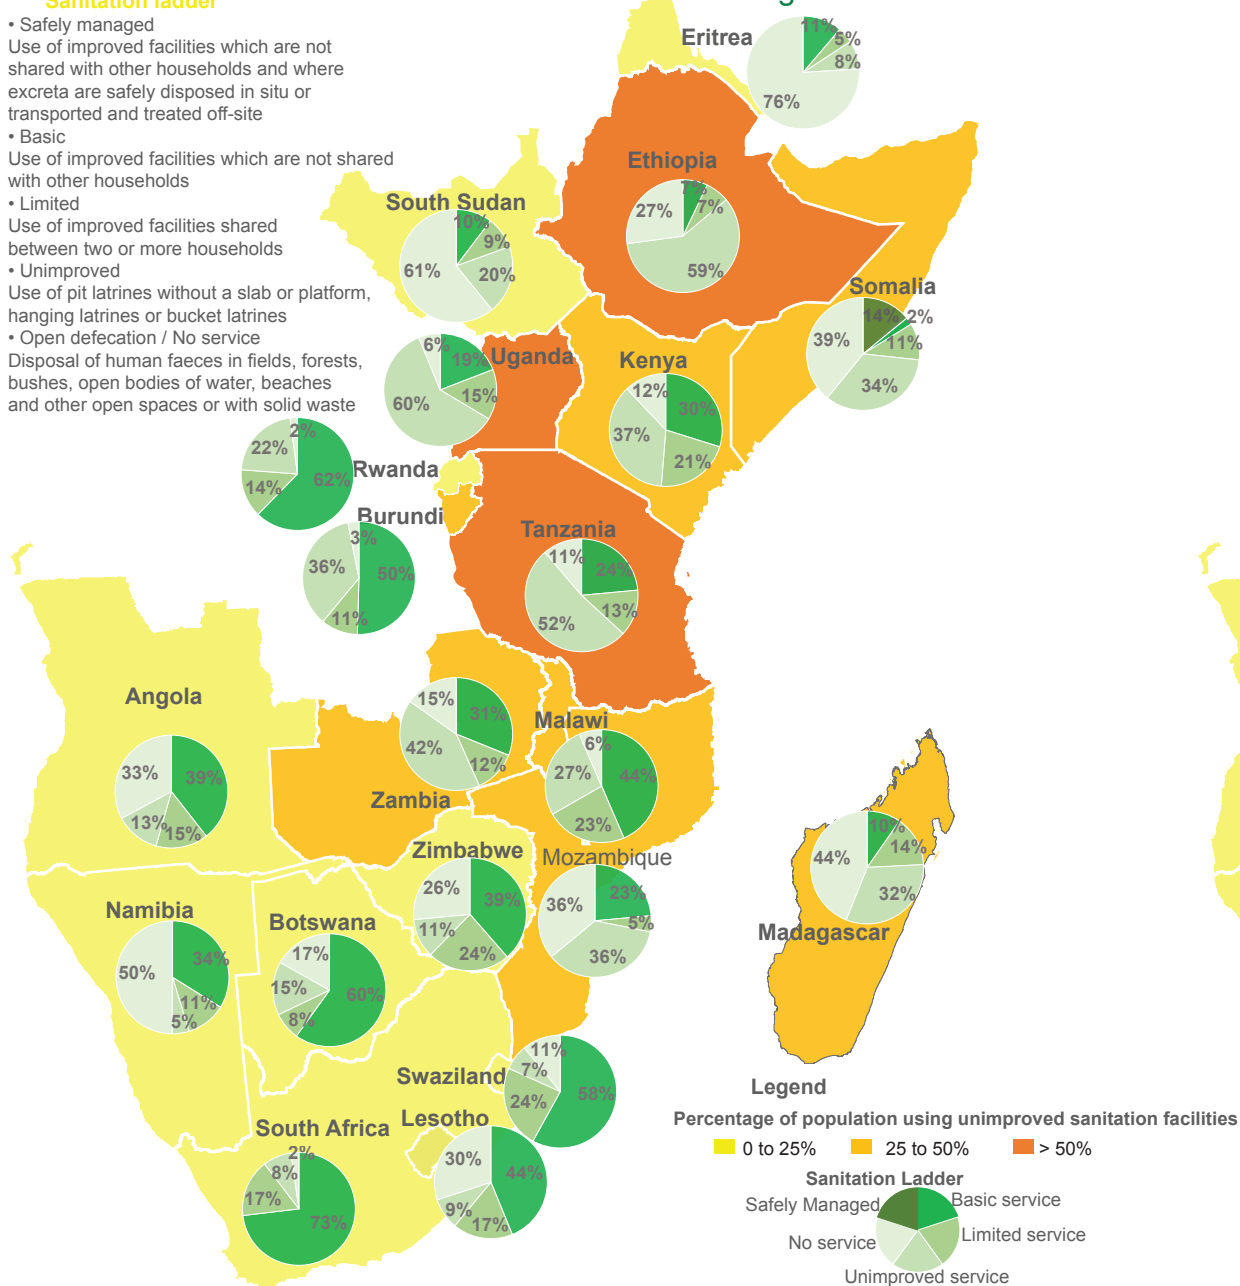 Sanitation ladder
• Safely managed
Use of improved facilities which are not
shared with other households and where
excreta are safely disposed in situ or
transported and treated off-site
• Basic
Use of improved facilities which are not shared
with other households
• Limited
Use of improved facilities shared
between two or more households
• Unimproved
Use of pit latrines without a slab or platform,
hanging latrines or bucket latrines
• Open defecation / No service
Disposal of human faeces in fields, forests,
bushes, open bodies of water, beaches
and other open spaces or with solid waste
Eritrea
11%
5%
8%
76%
Ethiopia
7%
7%
59%
27%
South Sudan
10%
9%
20%
61%
Somalia
14%
2%
11%
34%
39%
Uganda
19%
15%
60%
6%
Kenya
30%
21%
37%
12%
Rwanda
62%
14%
22%
2%
Burundi
50%
11%
36%
3%
Tanzania
24%
13%
52%
11%
Angola
39%
15%
13%
33%
Zambia
31%
12%
42%
15%
Malawi
44%
23%
27%
6%
Zimbabwe
39%
24%
11%
26%
Mozambique
23%
5%
36%
36%
Madagascar
10%
14%
32%
44%
Namibia
34%
11%
5%
50%
Botswana
60%
8%
15%
17%
Swaziland
58%
24%
7%
11%
Lesotho
44%
17%
9%
30%
South Africa
73%
17%
8%
2%
Legend
Percentage of population using unimproved sanitation facilities
0 to 25% 25 to 50% > 50%
Sanitation Ladder
Safely Managed
Basic service
Limited service
No service
Unimproved service